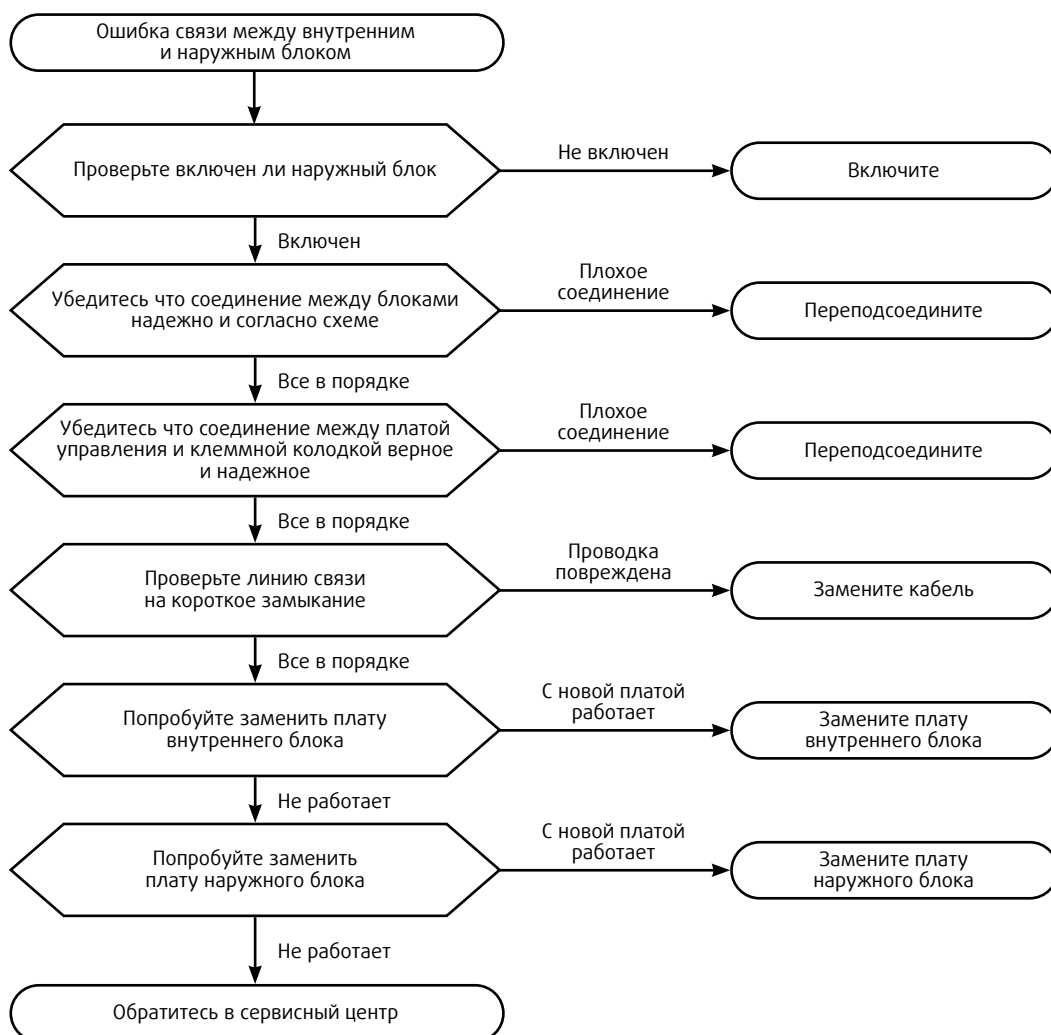 Ошибка связи между внутренним
и наружным блоком
Проверьте включен ли наружный блок
Не включен
Включите
Включен
Убедитесь что соединение между блоками
надежно и согласно схеме
Плохое
соединение
Переподсоедините
Все в порядке
Убедитесь что соединение между платой
управления и клеммной колодкой верное
и надежное
Плохое
соединение
Переподсоедините
Все в порядке
Проверьте линию связи
на короткое замыкание
Проводка
повреждена
Замените кабель
Все в порядке
Попробуйте заменить плату
внутреннего блока
С новой платой
работает
Замените плату
внутреннего блока
Не работает
Попробуйте заменить
плату наружного блока
С новой платой
работает
Замените плату
наружного блока
Не работает
Обратитесь в сервисный центр